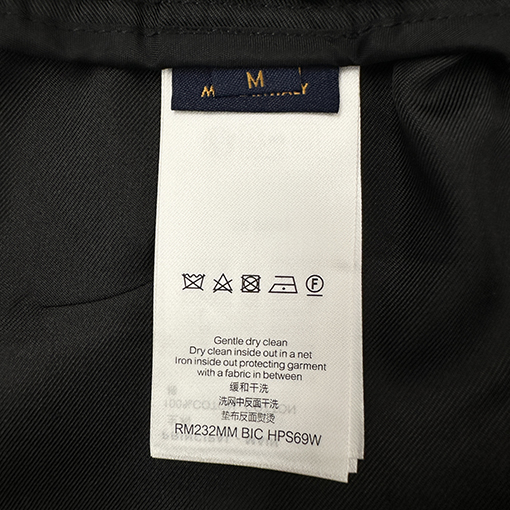 M
Gentle dry clean
Dry clean inside out in a net
Iron inside out protecting garment
with a fabric in between
缓和干洗
洗网中反面干洗
垫布反面熨烫
RM232MM BIC HPS69W